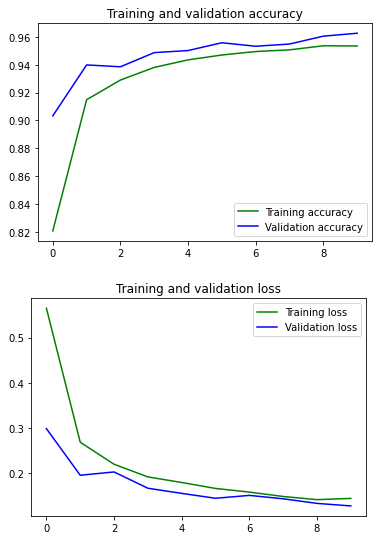 Training and validation accuracy
0.96
0.94
0.92
0.90
0.88
0.86
0.84
0.82
Training accuracy
Validation accuracy
0 2 4 6 8
Training and validation loss
Training loss
Validation loss
0.5
0.4
0.3
0.2
0 2 4 6 8